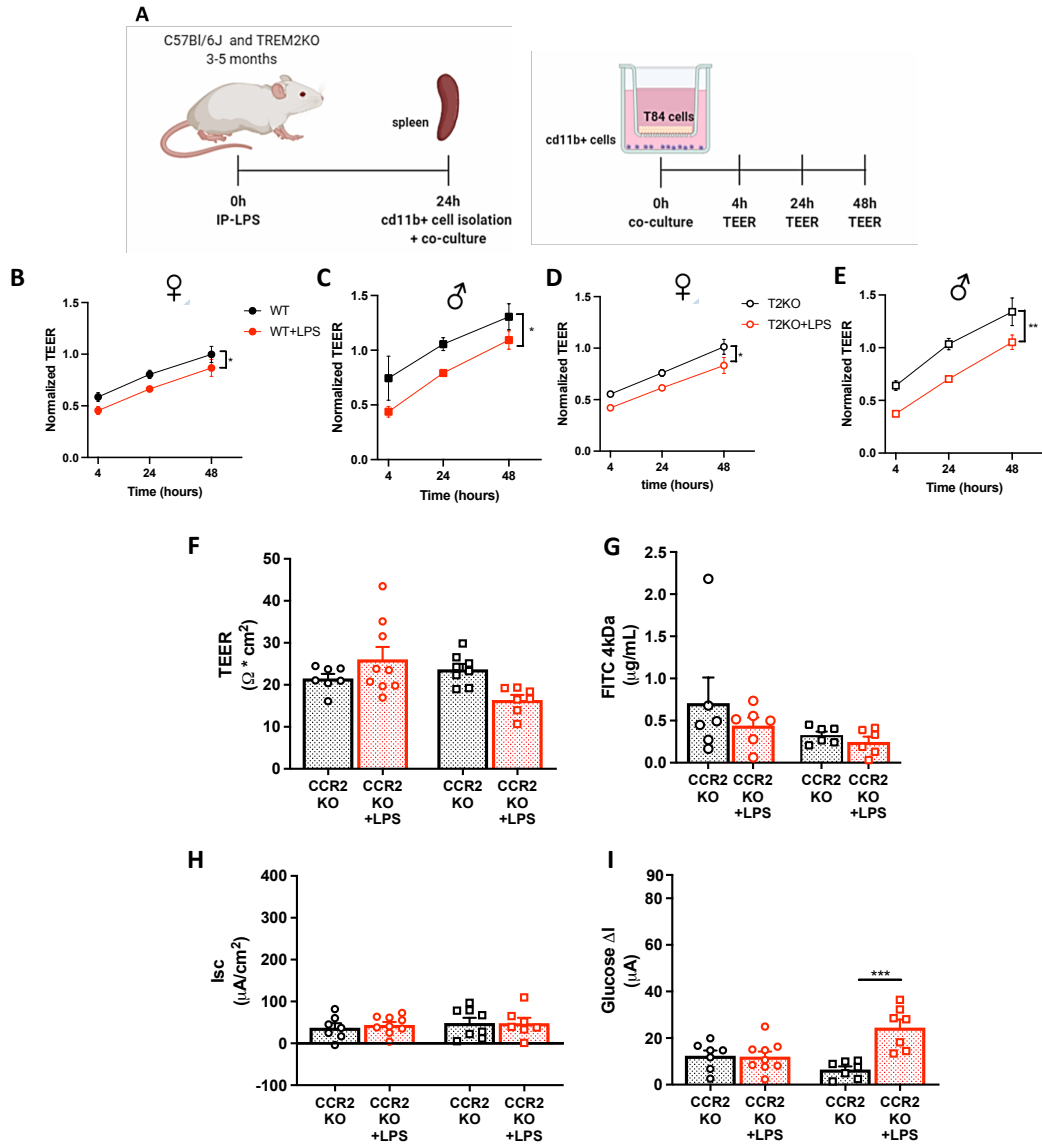 A
C57Bl/6J and TREM2KO
3-5 months
spleen
0h
IP-LPS
24h
cd11b+ cell isolation
+ co-culture
T84 cells
cd11b+ cells
0h
co-culture
4h
TEER
24h
TEER
48h
TEER
B
♀
Normalized TEER
1.5
1.0
0.5
0.0
4
24
48
Time (hours)
*
WT
WT+LPS
C
♂
Normalized TEER
1.5
1.0
0.5
0.0
4
24
48
Time (hours)
*
D
♀
Normalized TEER
1.5
1.0
0.5
0.0
4
24
48
time (hours)
*
T2KO
T2KO+LPS
E
♂
Normalized TEER
1.5
1.0
0.5
0.0
4
24
48
Time (hours)
**
F
TEER
(Ω * cm2)
50
40
30
20
10
0
CCR2
KO
CCR2
KO
+LPS
CCR2
KO
CCR2
KO
+LPS
G
FITC 4kDa
(µg/mL)
2.5
2.0
1.5
1.0
0.5
0.0
CCR2
KO
CCR2
KO
+LPS
CCR2
KO
CCR2
KO
+LPS
H
Isc
(µA/cm²)
400
300
200
100
0
-100
CCR2
KO
CCR2
KO
+LPS
CCR2
KO
CCR2
KO
+LPS
I
Glucose ΔI
(µA)
90
60
40
20
0
***
CCR2
KO
CCR2
KO
+LPS
CCR2
KO
CCR2
KO
+LPS